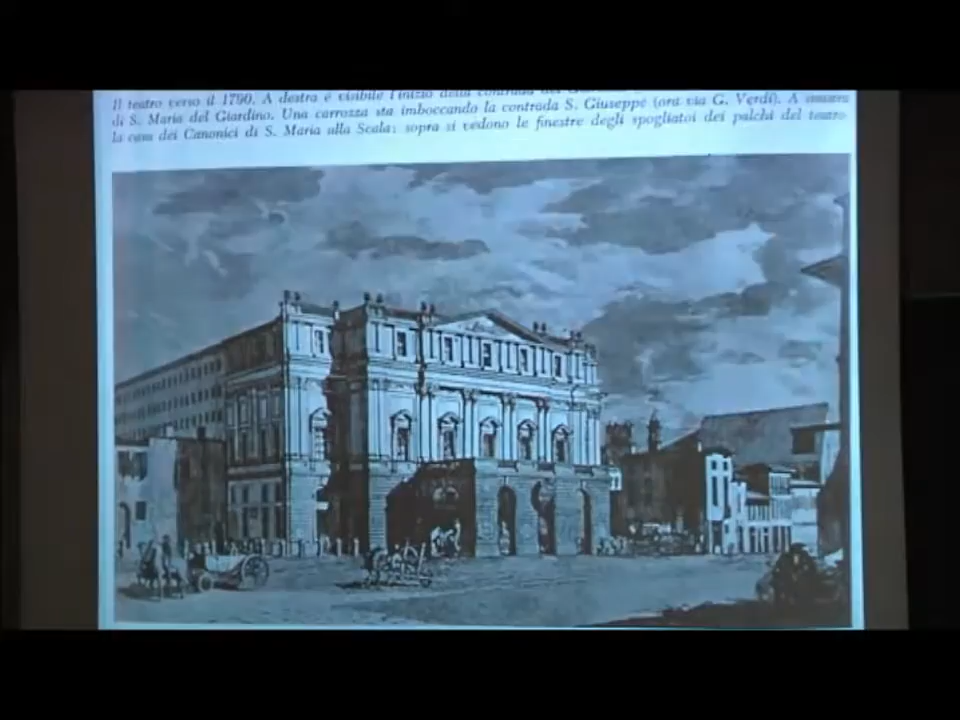 Il teatro verso il 1790. A destra è visibile l'inizio della contrada del
di S. Maria del Giardino. Una carrozza sta imboccando la contrada S. Giuseppe (ora via G. Verdi). A
la casa dei Canonici di S. Maria alla Scala; sopra si vedono le finestre degli spogliatoi dei palchi del teatro